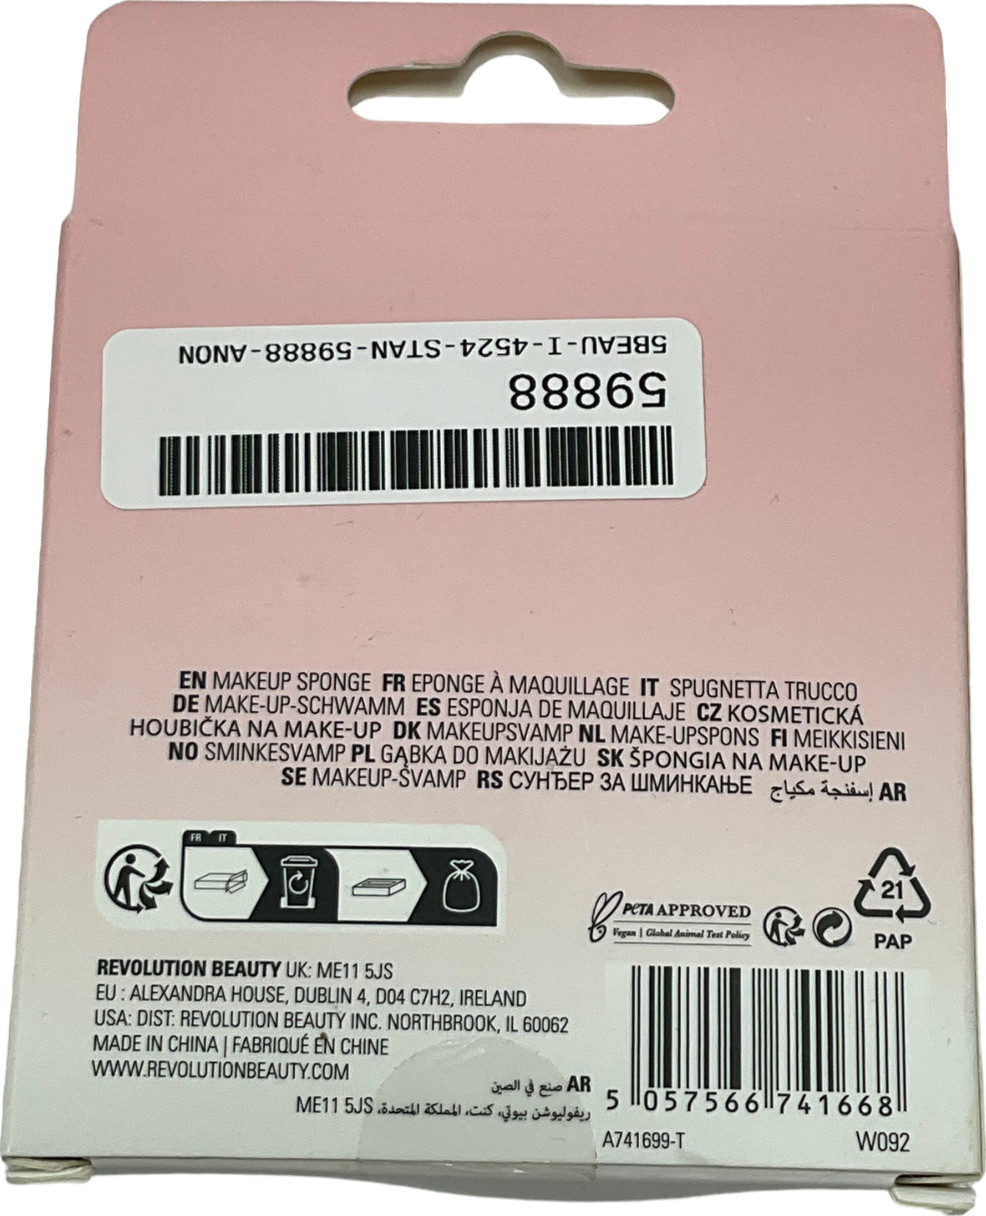 5BEAU-I-4524-STAN-59888-ANON
59888
EN MAKEUP SPONGE FR EPONGE À MAQUILLAGE IT SPUGNETTA TRUCCO
DE MAKE-UP-SCHWAMM ES ESPONJA DE MAQUILLAJE CZ KOSMETICKÁ
HOUBIČKA NA MAKE-UP DK MAKEUPSVAMP NL MAKE-UPSPONS FI MEIKKISIENI
NO SMINKESVAMP PL GĄBKA DO MAKIJAŻU SK ŠPONGIA NA MAKE-UP
SE MAKEUP-SVAMP RS СУНЂЕР ЗА ШМИНКАЊЕ AR إسفنجة مكياج
FR IT
PETA APPROVED
Vegan | Global Animal Test Policy
21
PAP
REVOLUTION BEAUTY UK: ME11 5JS
EU : ALEXANDRA HOUSE, DUBLIN 4, D04 C7H2, IRELAND
USA: DIST: REVOLUTION BEAUTY INC. NORTHBROOK, IL 60062
MADE IN CHINA | FABRIQUÉ EN CHINE
WWW.REVOLUTIONBEAUTY.COM
AR صنع في الصين
ريفوليوشن بيوتي، كنت، المملكة المتحدة، ME11 5JS
5 057566 741668
A741699-T W092